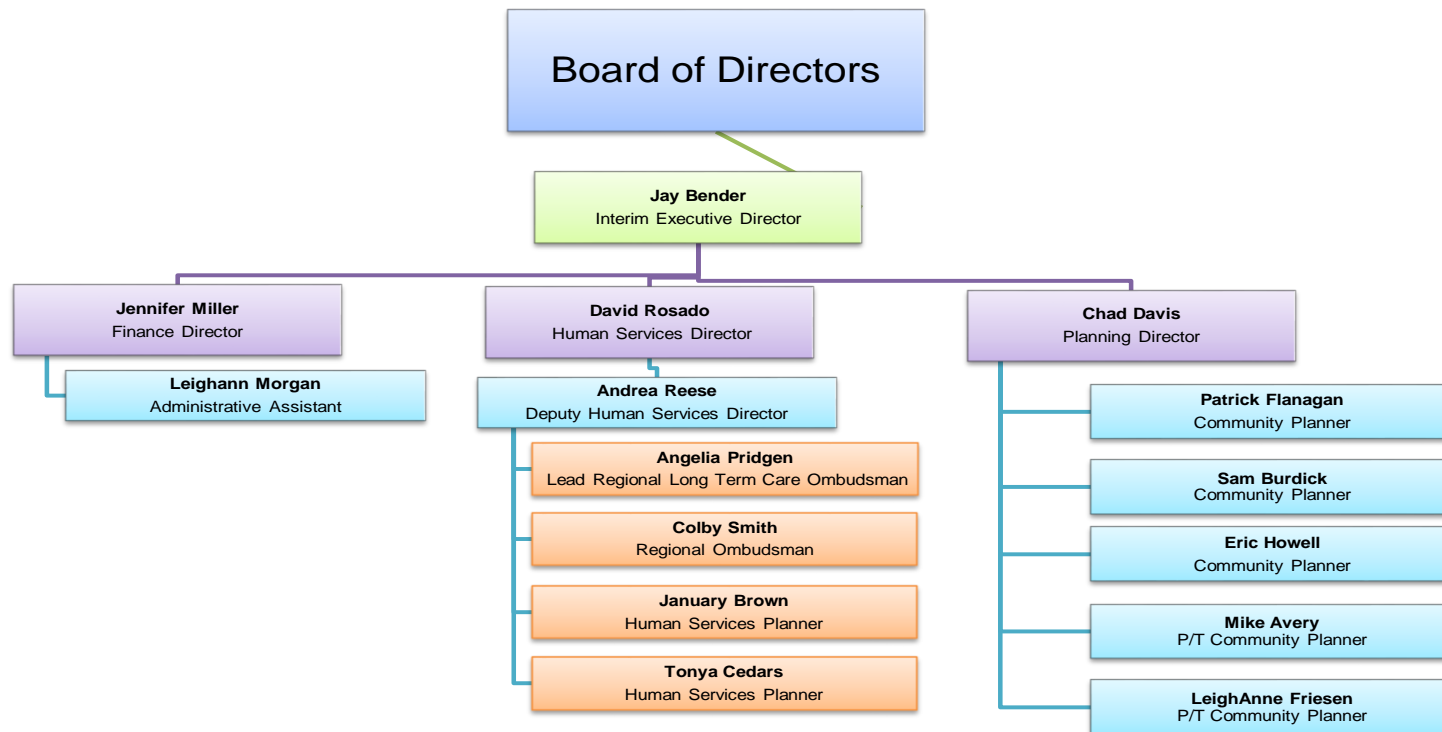 Board of Directors
Jay Bender
Interim Executive Director
Jennifer Miller
Finance Director
Leighann Morgan
Administrative Assistant
David Rosado
Human Services Director
Andrea Reese
Deputy Human Services Director
Angelia Pridgen
Lead Regional Long Term Care Ombudsman
Colby Smith
Regional Ombudsman
January Brown
Human Services Planner
Tonya Cedars
Human Services Planner
Chad Davis
Planning Director
Patrick Flanagan
Community Planner
Sam Burdick
Community Planner
Eric Howell
Community Planner
Mike Avery
P/T Community Planner
LeighAnne Friesen
P/T Community Planner